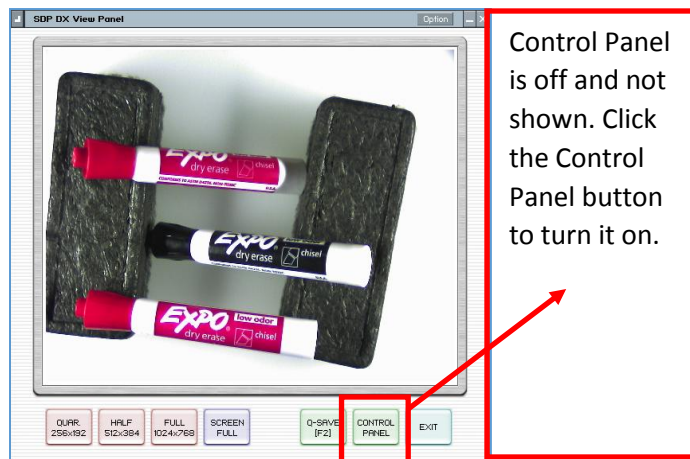 SDP DX View Panel
Option
Control Panel
is off and not
shown. Click
the Control
Panel button
to turn it on.
EXPO
chisel
dry erase
U.S.A.
EXPO
chisel
dry erase
EXPO
low odor
chisel
dry erase
QUAR.
256x192
HALF
512x384
FULL
1024x768
SCREEN
FULL
Q-SAVE
[F2]
CONTROL
PANEL
EXIT